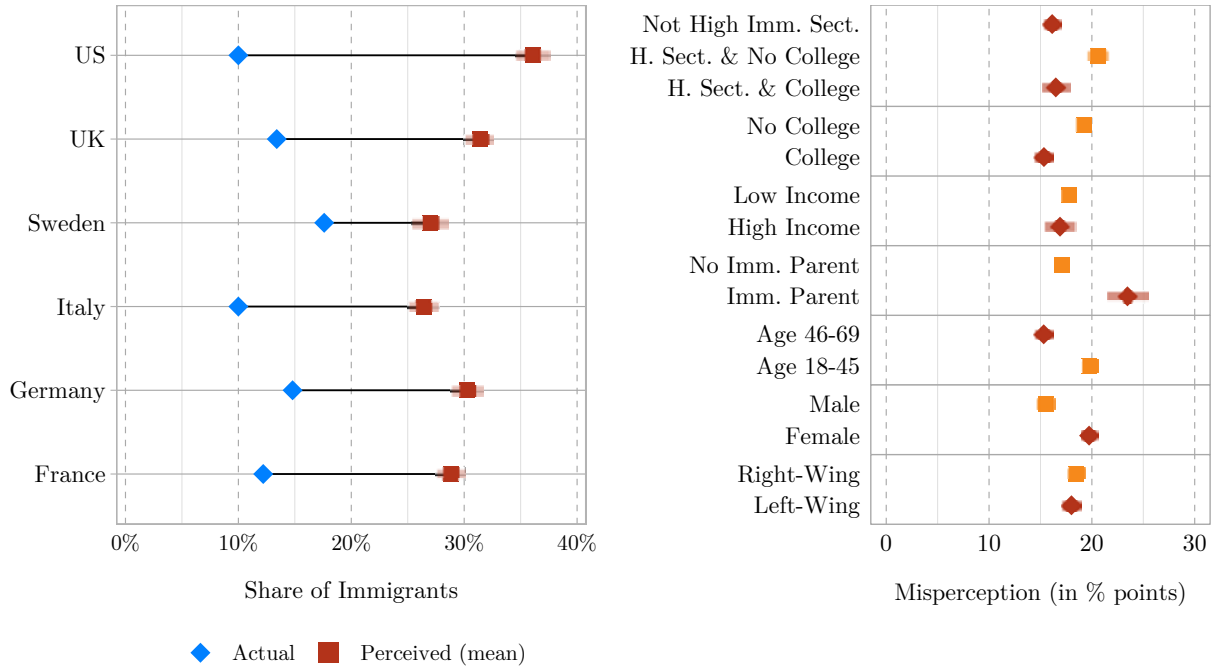 US
UK
Sweden
Italy
Germany
France
0% 10% 20% 30% 40%
Share of Immigrants
Actual Perceived (mean)
Not High Imm. Sect.
H. Sect. & No College
H. Sect. & College
No College
College
Low Income
High Income
No Imm. Parent
Imm. Parent
Age 46-69
Age 18-45
Male
Female
Right-Wing
Left-Wing
0 10 20 30
Misperception (in % points)